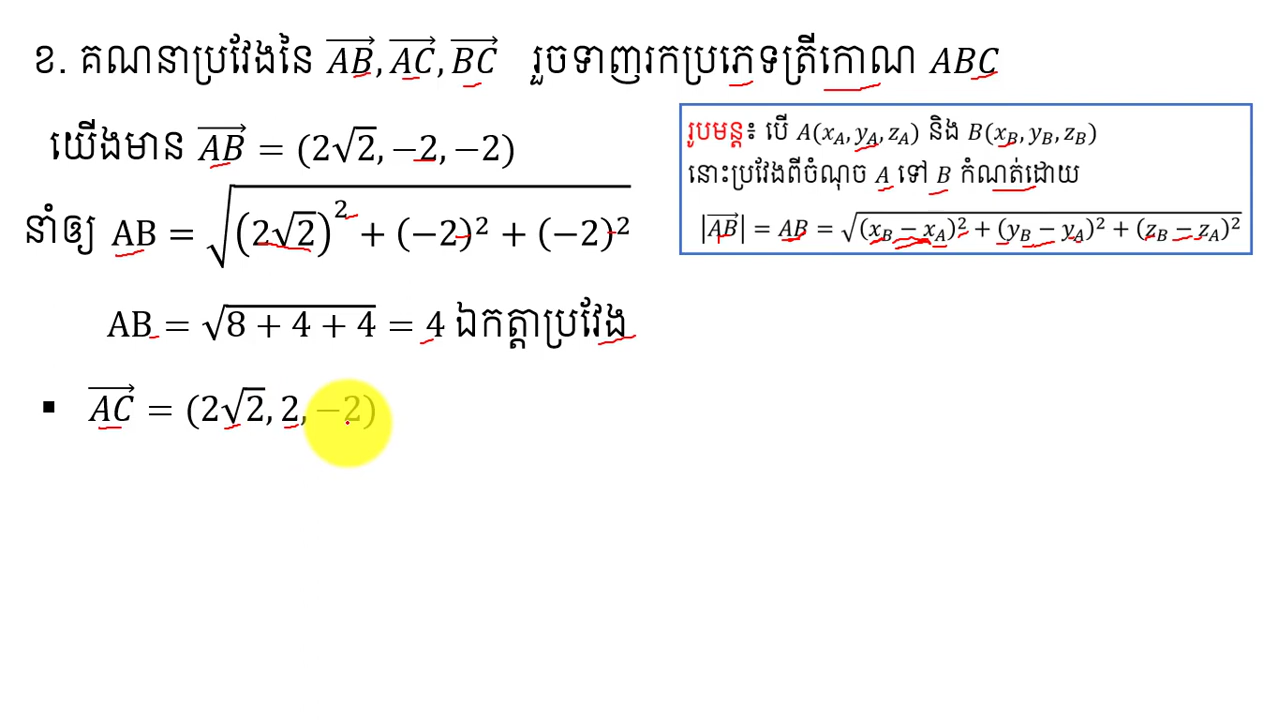 ខ. គណនាប្រវែងនៃ $\overrightarrow{AB}, \overrightarrow{AC}, \overrightarrow{BC}$ រួចទាញរកប្រភេទត្រីកោណ $ABC$
យើងមាន $\overrightarrow{AB} = (2\sqrt{2}, -2, -2)$
នាំឲ្យ $AB = \sqrt{(2\sqrt{2})^2 + (-2)^2 + (-2)^2}$
$AB = \sqrt{8 + 4 + 4} = 4$ ឯកត្តាប្រវែង
▪ $\overrightarrow{AC} = (2\sqrt{2}, 2, -2)$
រូបមន្ត៖ បើ $A(x_A, y_A, z_A)$ និង $B(x_B, y_B, z_B)$
នោះប្រវែងពីចំណុច $A$ ទៅ $B$ កំណត់ដោយ
$|\overrightarrow{AB}| = AB = \sqrt{(x_B - x_A)^2 + (y_B - y_A)^2 + (z_B - z_A)^2}$